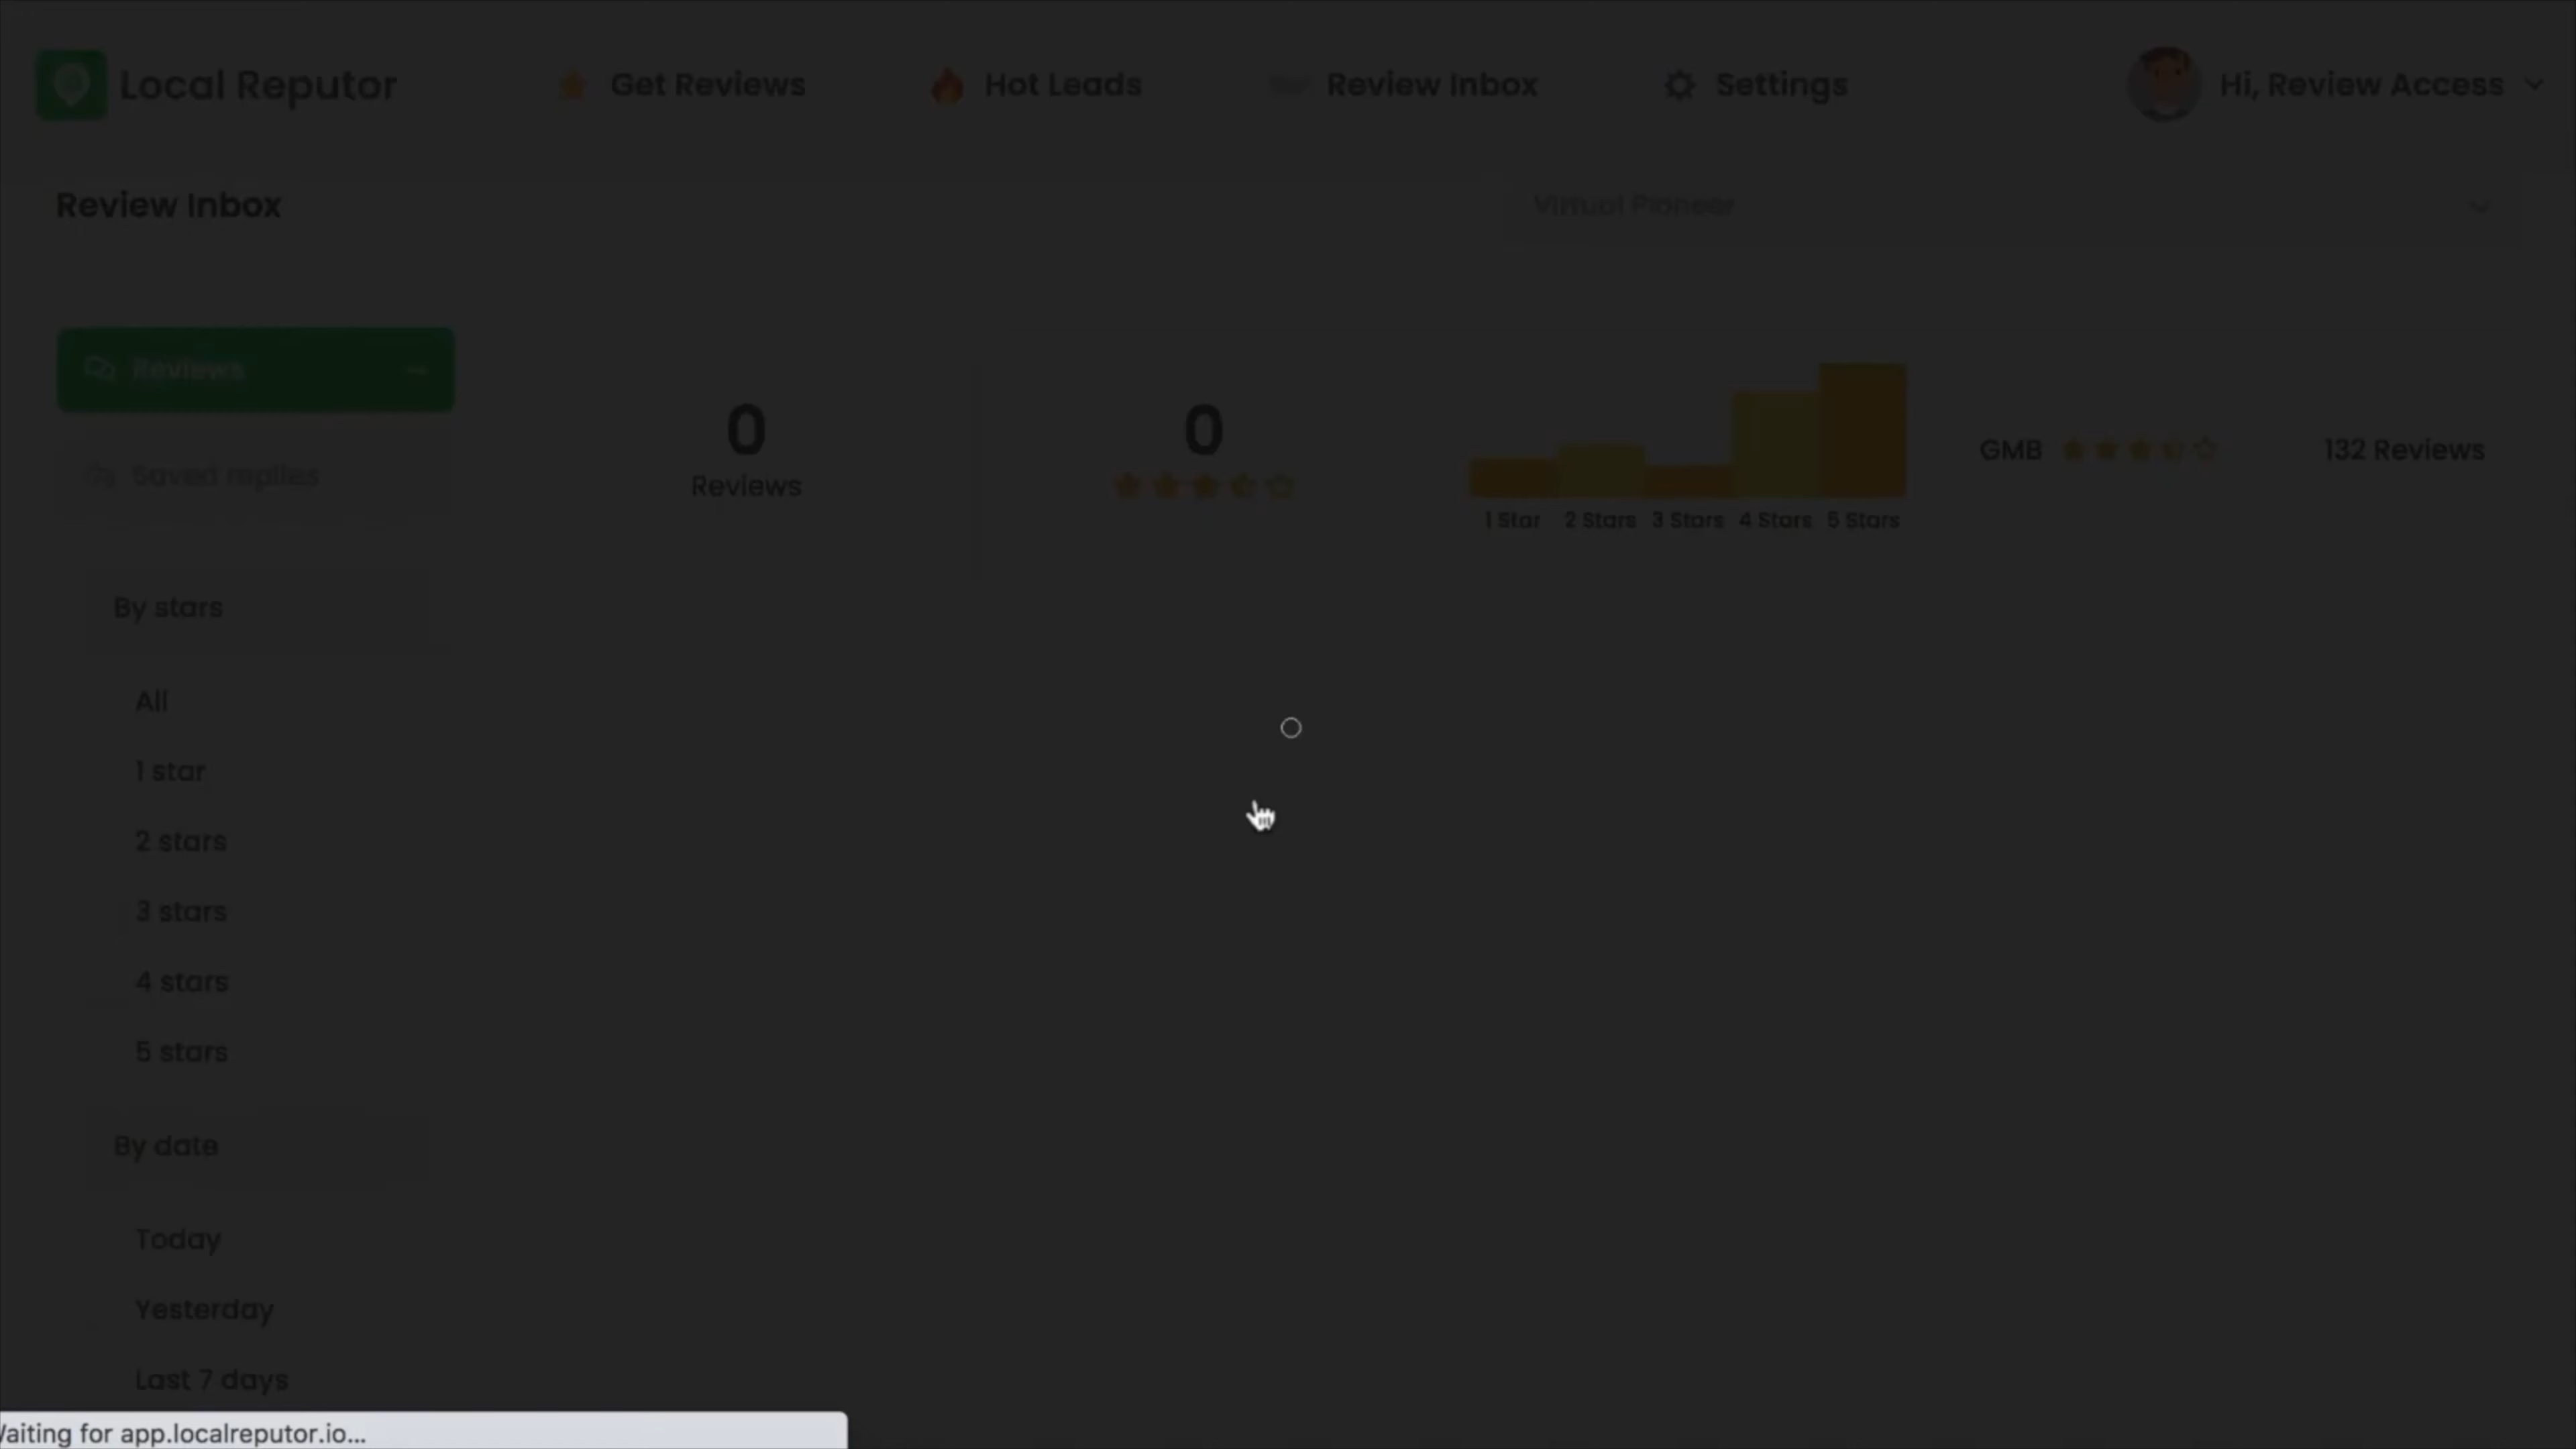 Local Reputor
Get Reviews
Hot Leads
Review Inbox
Settings
Hi, Review Access
Review Inbox
Virtual Pioneer
Reviews
Saved replies
0
Reviews
0
1 Star 2 Stars 3 Stars 4 Stars 5 Stars
GMB
132 Reviews
By stars
All
1 star
2 stars
3 stars
4 stars
5 stars
By date
Today
Yesterday
Last 7 days
Waiting for app.localreputor.io...